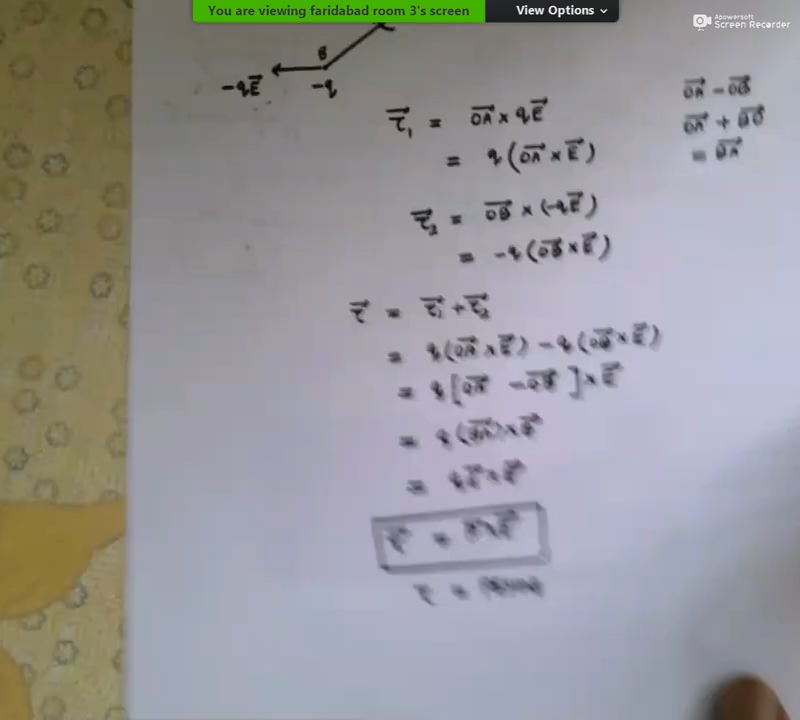 You are viewing faridabad room 3's screen
View Options
Apowersoft
Screen Recorder
B
-qE⃗
-q
τ⃗₁ = OA⃗ × qE⃗
= q(OA⃗ × E⃗)
OA⃗ - OB⃗
OA⃗ + BO⃗
= BA⃗
τ⃗₂ = OB⃗ × (-qE⃗)
= -q(OB⃗ × E⃗)
τ⃗ = τ⃗₁ + τ⃗₂
= q(OA⃗ × E⃗) - q(OB⃗ × E⃗)
= q[OA⃗ - OB⃗] × E⃗
= q(BA⃗) × E⃗